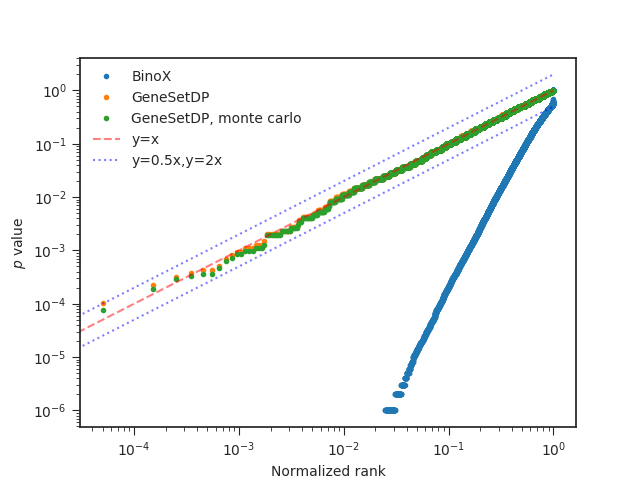 BinoX
GeneSetDP
GeneSetDP, monte carlo
y=x
y=0.5x,y=2x
p value
10⁰
10⁻¹
10⁻²
10⁻³
10⁻⁴
10⁻⁵
10⁻⁶
10⁻⁴ 10⁻³ 10⁻² 10⁻¹ 10⁰
Normalized rank